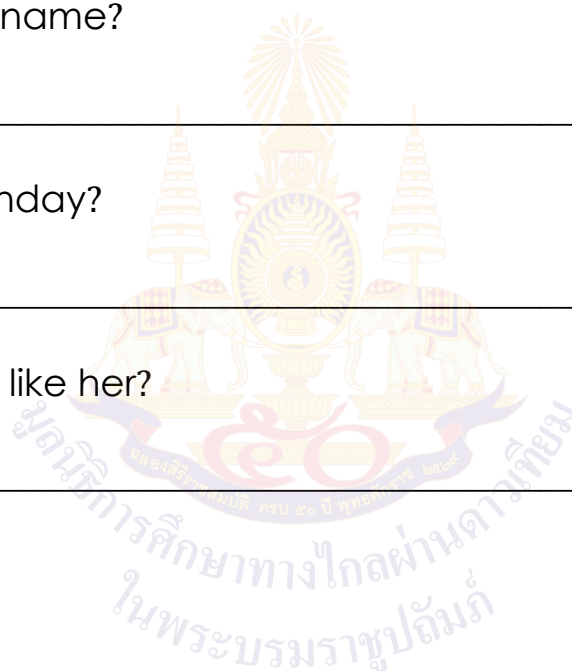 name?
nday?
like her?
ฉลองสิริราชสมบัติ ครบ ๕๐ ปี พุทธศักราช ๒๕๓๙
๕๐
มูลนิธิการศึกษาทางไกลผ่านดาวเทียม
ในพระบรมราชูปถัมภ์